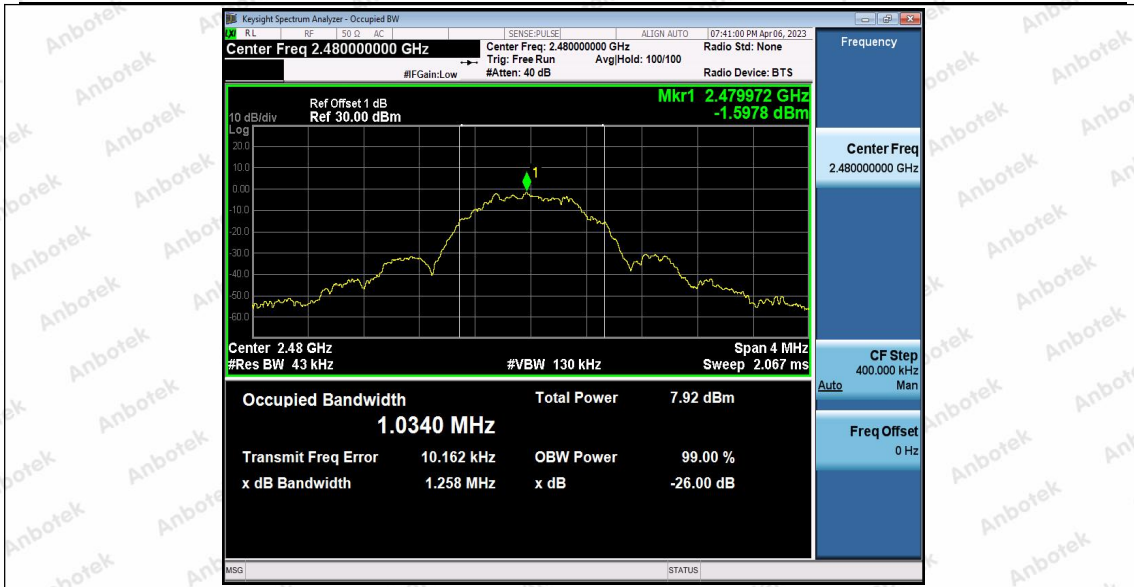 Keysight Spectrum Analyzer - Occupied BW
LXI RL RF 50 Ω AC SENSE:PULSE ALIGN AUTO 07:41:00 PM Apr 06, 2023
Center Freq 2.480000000 GHz
Center Freq: 2.480000000 GHz
Radio Std: None
Trig: Free Run Avg|Hold: 100/100
#IFGain:Low #Atten: 40 dB Radio Device: BTS
Ref Offset 1 dB
10 dB/div Ref 30.00 dBm
Mkr1 2.479972 GHz
-1.5978 dBm
Log
20.0
10.0
0.00
-10.0
-20.0
-30.0
-40.0
-50.0
-60.0
1
Center 2.48 GHz Span 4 MHz
#Res BW 43 kHz #VBW 130 kHz Sweep 2.067 ms
Occupied Bandwidth Total Power 7.92 dBm
1.0340 MHz
Transmit Freq Error 10.162 kHz OBW Power 99.00 %
x dB Bandwidth 1.258 MHz x dB -26.00 dB
MSG STATUS
Frequency
Center Freq
2.480000000 GHz
CF Step
400.000 kHz
Auto Man
Freq Offset
0 Hz
Anbotek